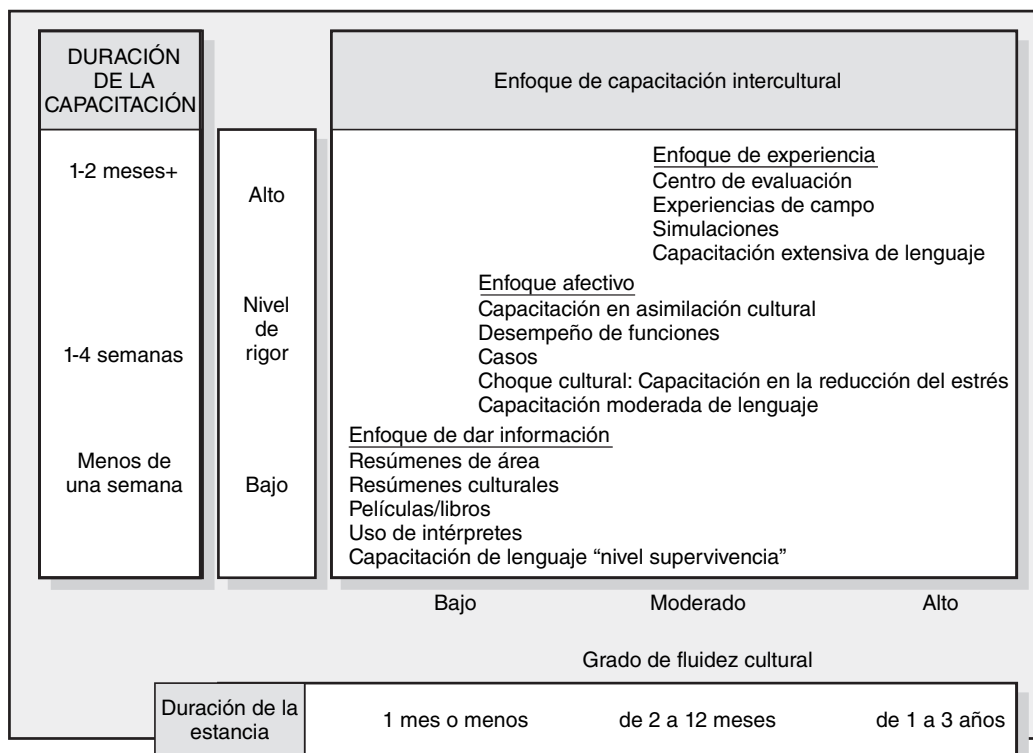 DURACIÓN
DE LA
CAPACITACIÓN
Enfoque de capacitación intercultural
1-2 meses+
1-4 semanas
Menos de
una semana
Alto
Nivel
de
rigor
Bajo
Enfoque de experiencia
Centro de evaluación
Experiencias de campo
Simulaciones
Capacitación extensiva de lenguaje
Enfoque afectivo
Capacitación en asimilación cultural
Desempeño de funciones
Casos
Choque cultural: Capacitación en la reducción del estrés
Capacitación moderada de lenguaje
Enfoque de dar información
Resúmenes de área
Resúmenes culturales
Películas/libros
Uso de intérpretes
Capacitación de lenguaje “nivel supervivencia”
Bajo Moderado Alto
Grado de fluidez cultural
Duración de la
estancia
1 mes o menos de 2 a 12 meses de 1 a 3 años